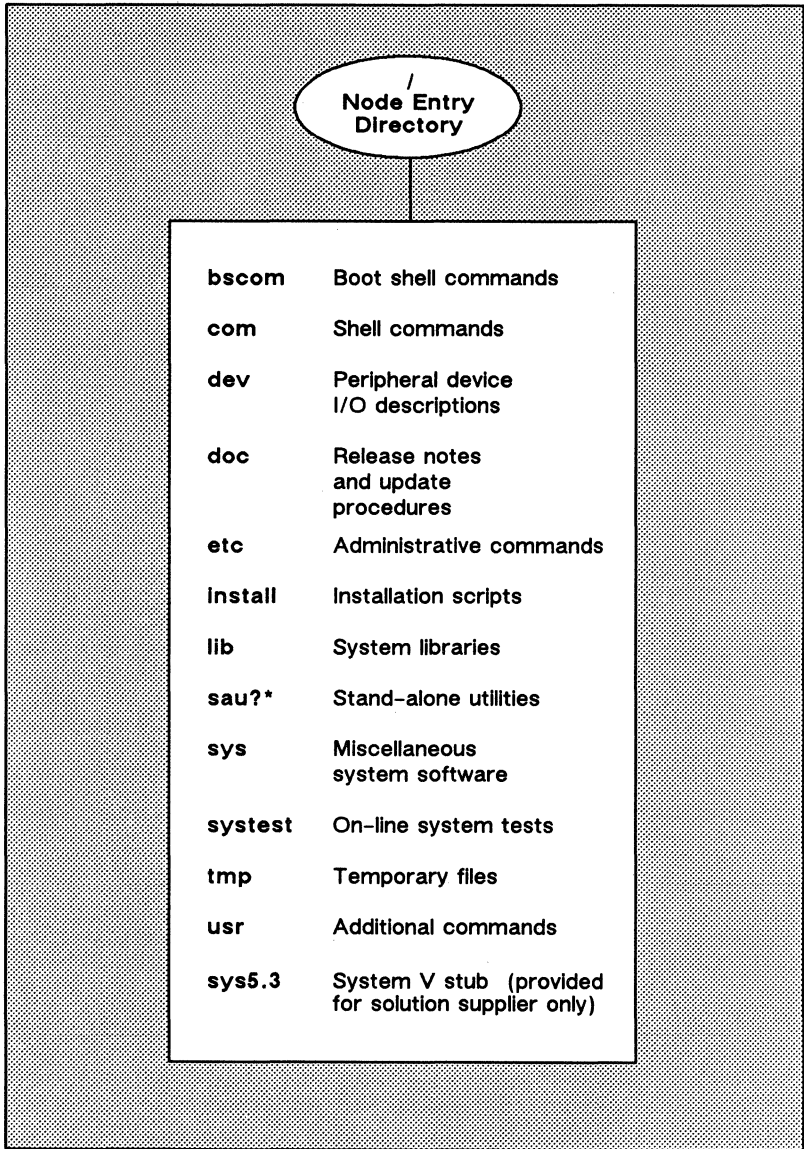 /
Node Entry
Directory
bscom Boot shell commands
com Shell commands
dev Peripheral device
I/O descriptions
doc Release notes
and update
procedures
etc Administrative commands
install Installation scripts
lib System libraries
sau?* Stand-alone utilities
sys Miscellaneous
system software
systest On-line system tests
tmp Temporary files
usr Additional commands
sys5.3 System V stub (provided
for solution supplier only)